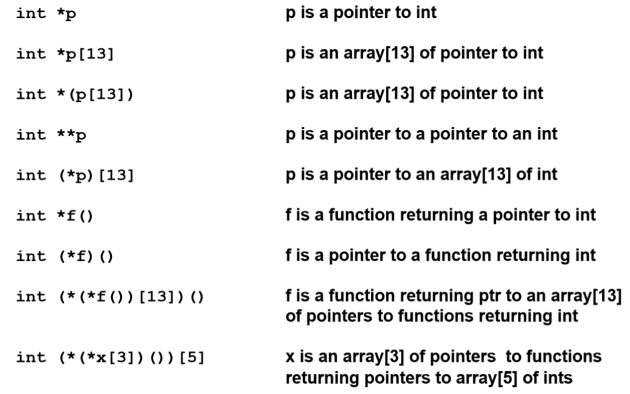 int *p p is a pointer to int
int *p[13] p is an array[13] of pointer to int
int *(p[13]) p is an array[13] of pointer to int
int **p p is a pointer to a pointer to an int
int (*p)[13] p is a pointer to an array[13] of int
int *f() f is a function returning a pointer to int
int (*f)() f is a pointer to a function returning int
int (*(*f())[13])() f is a function returning ptr to an array[13]
of pointers to functions returning int
int (*(*x[3])())[5] x is an array[3] of pointers to functions
returning pointers to array[5] of ints